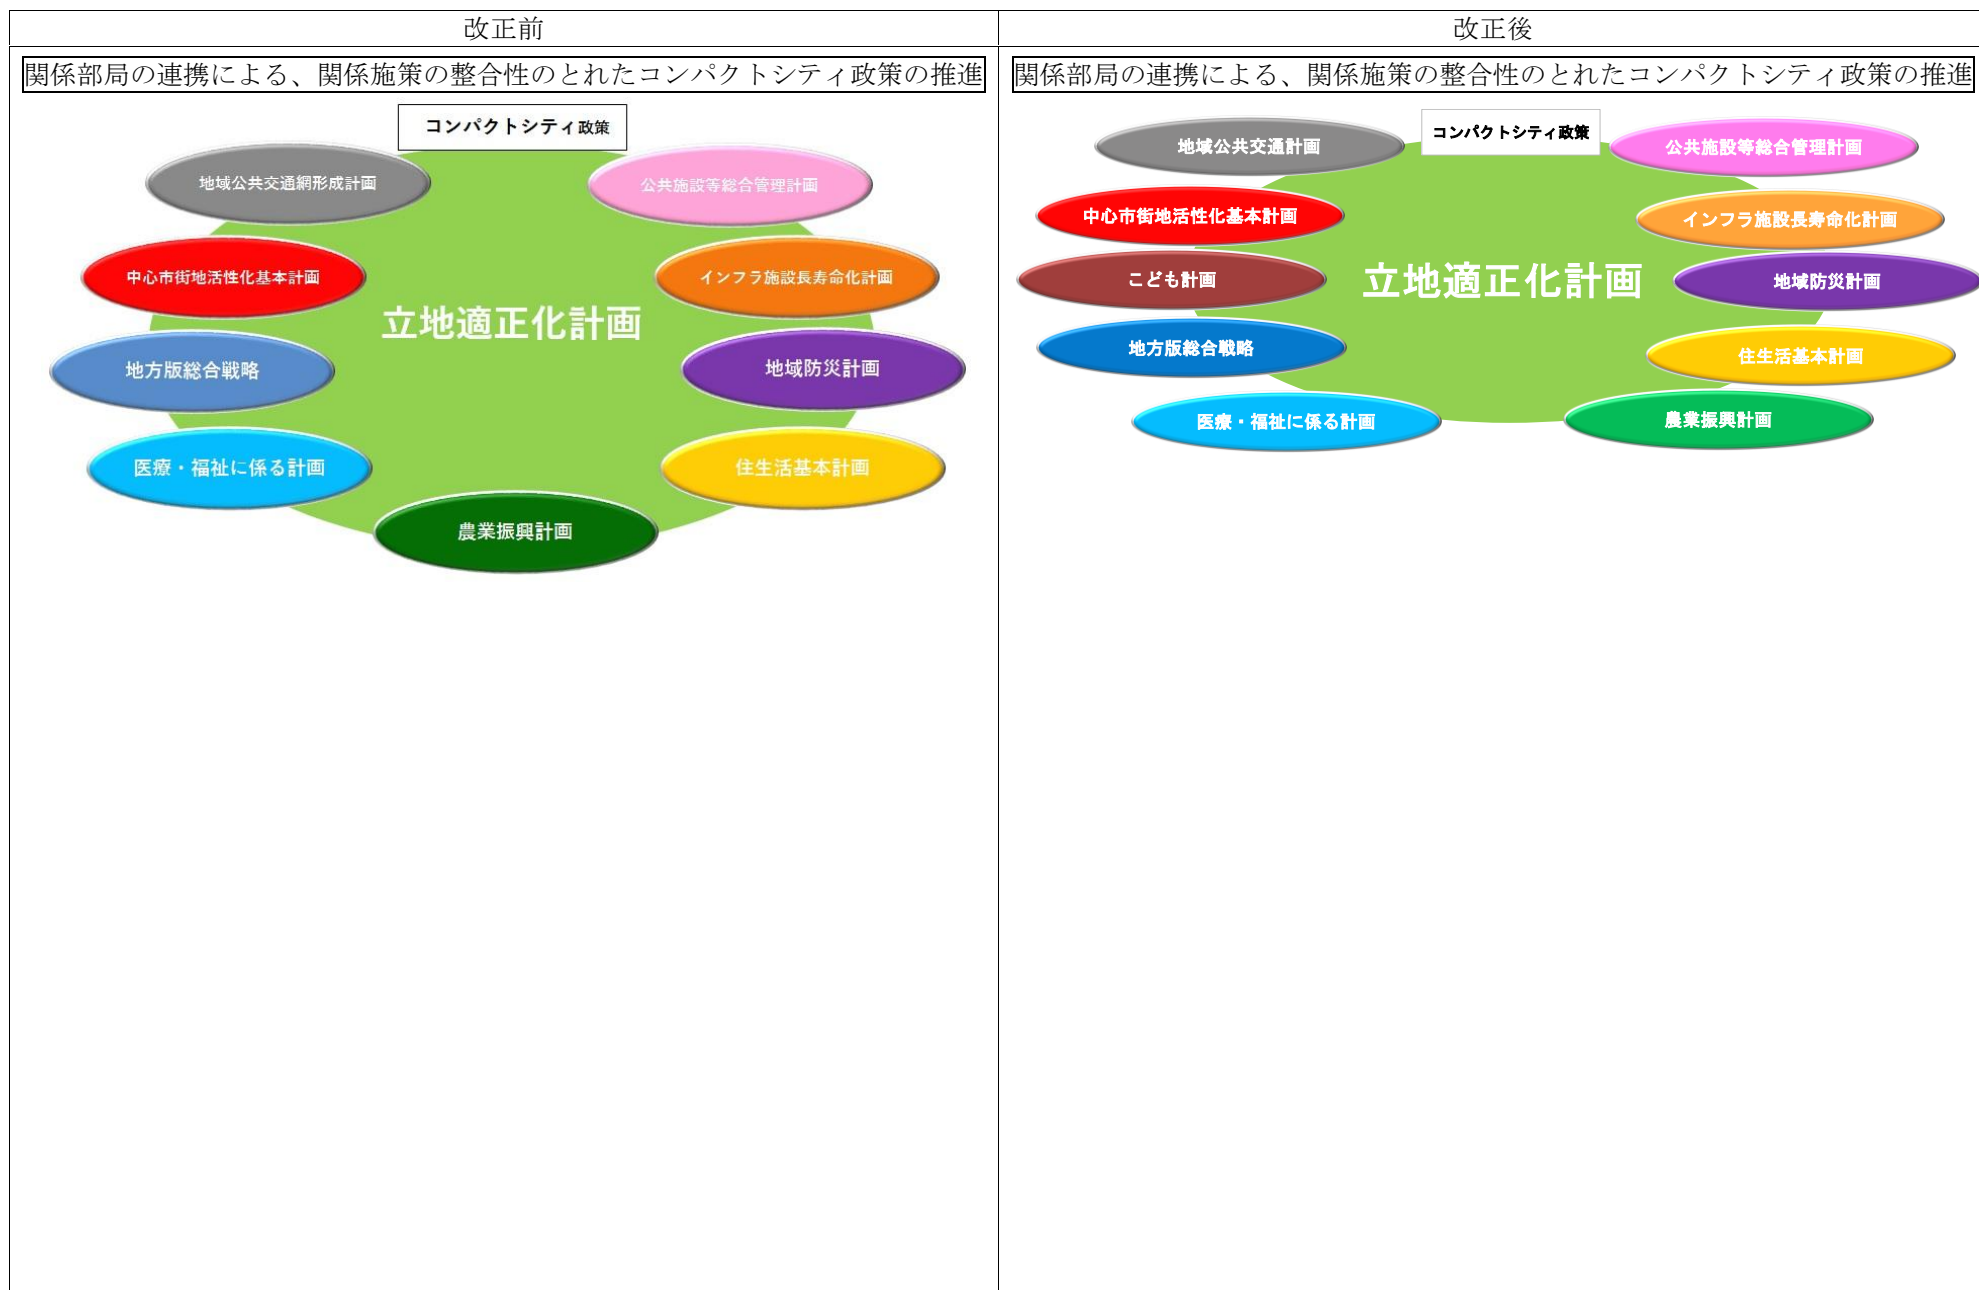 改正前
改正後
関係部局の連携による、関係施策の整合性のとれたコンパクトシティ政策の推進
コンパクトシティ政策
地域公共交通網形成計画
公共施設等総合管理計画
中心市街地活性化基本計画
インフラ施設長寿命化計画
立地適正化計画
地方版総合戦略
地域防災計画
医療・福祉に係る計画
住生活基本計画
農業振興計画
関係部局の連携による、関係施策の整合性のとれたコンパクトシティ政策の推進
コンパクトシティ政策
地域公共交通計画
公共施設等総合管理計画
中心市街地活性化基本計画
インフラ施設長寿命化計画
こども計画
立地適正化計画
地域防災計画
地方版総合戦略
住生活基本計画
医療・福祉に係る計画
農業振興計画